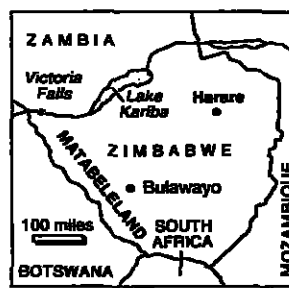 ZAMBIA
Victoria
Falls
Lake
Kariba
Harare
ZIMBABWE
MATABELELAND
Bulawayo
100 miles
SOUTH
AFRICA
BOTSWANA
MOZAMBIQUE